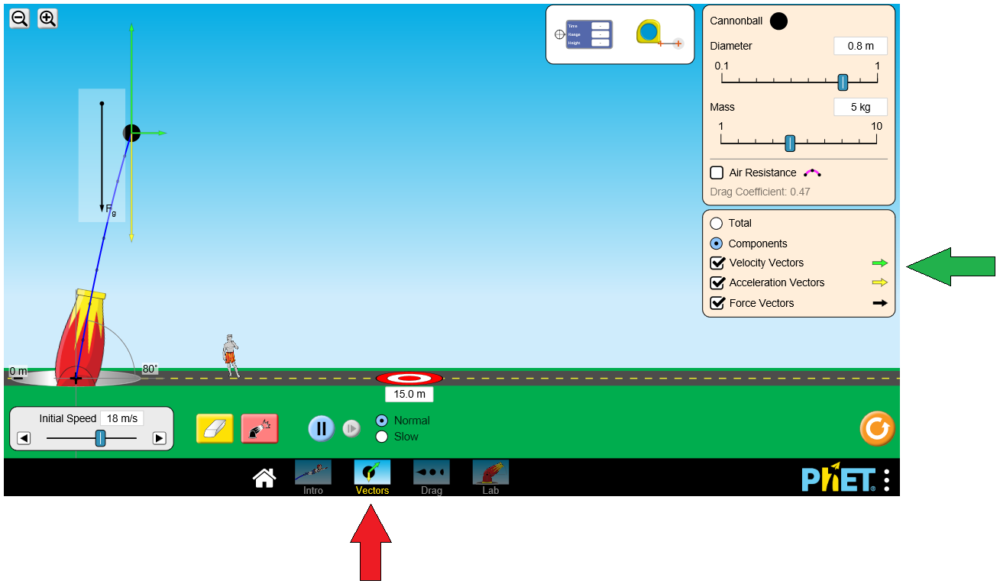 Time -
Range -
Height -
Cannonball
Diameter 0.8 m
0.1 1
Mass 5 kg
1 10
Air Resistance
Drag Coefficient: 0.47
Total
Components
Velocity Vectors
Acceleration Vectors
Force Vectors
Fg
0 m
80°
15.0 m
Initial Speed 18 m/s
Normal
Slow
Intro
Vectors
Drag
Lab
PhET